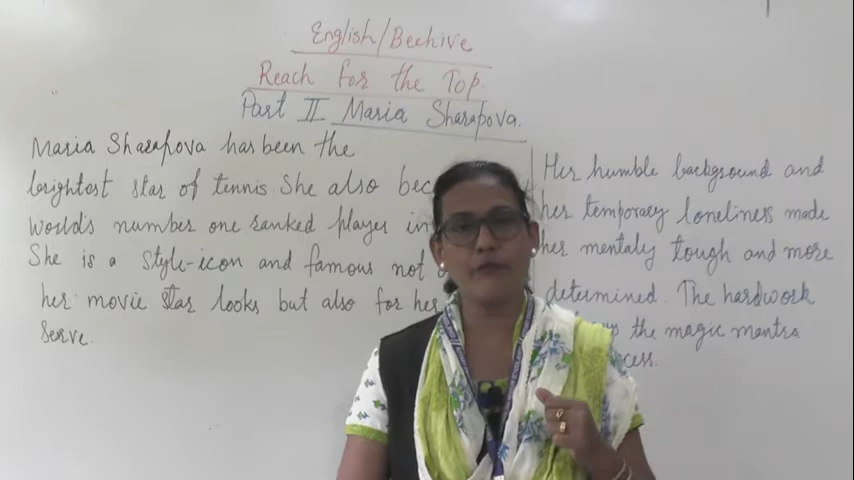 English/Beehive
Reach for the Top.
Part II Maria Sharapova.
Maria Sharapova has been the
brightest star of tennis. She also bec
world's number one ranked player in
She is a style-icon and famous not
her movie star looks but also for her
serve.
Her humble background and
her temporary loneliness made
her mentaly tough and more
determined. The hardwork
the magic mantra
cess.